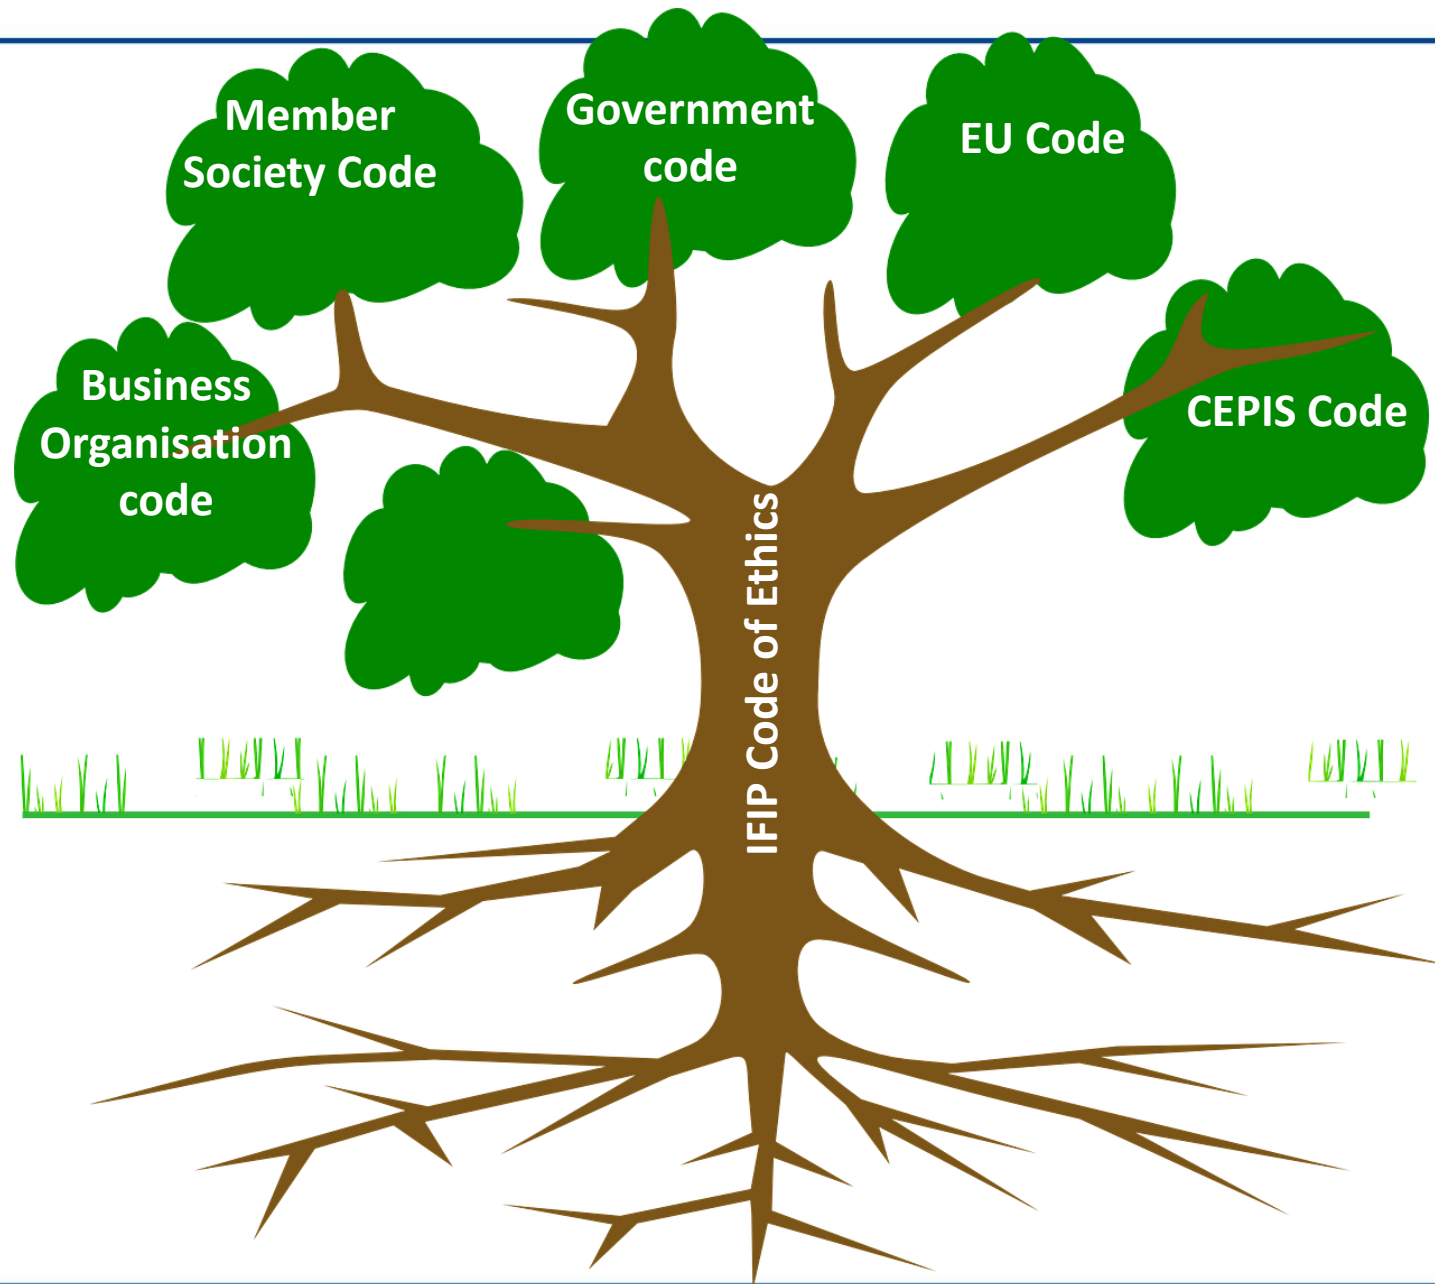 Member
Society Code
Government
code
EU Code
Business
Organisation
code
CEPIS Code
IFIP Code of Ethics